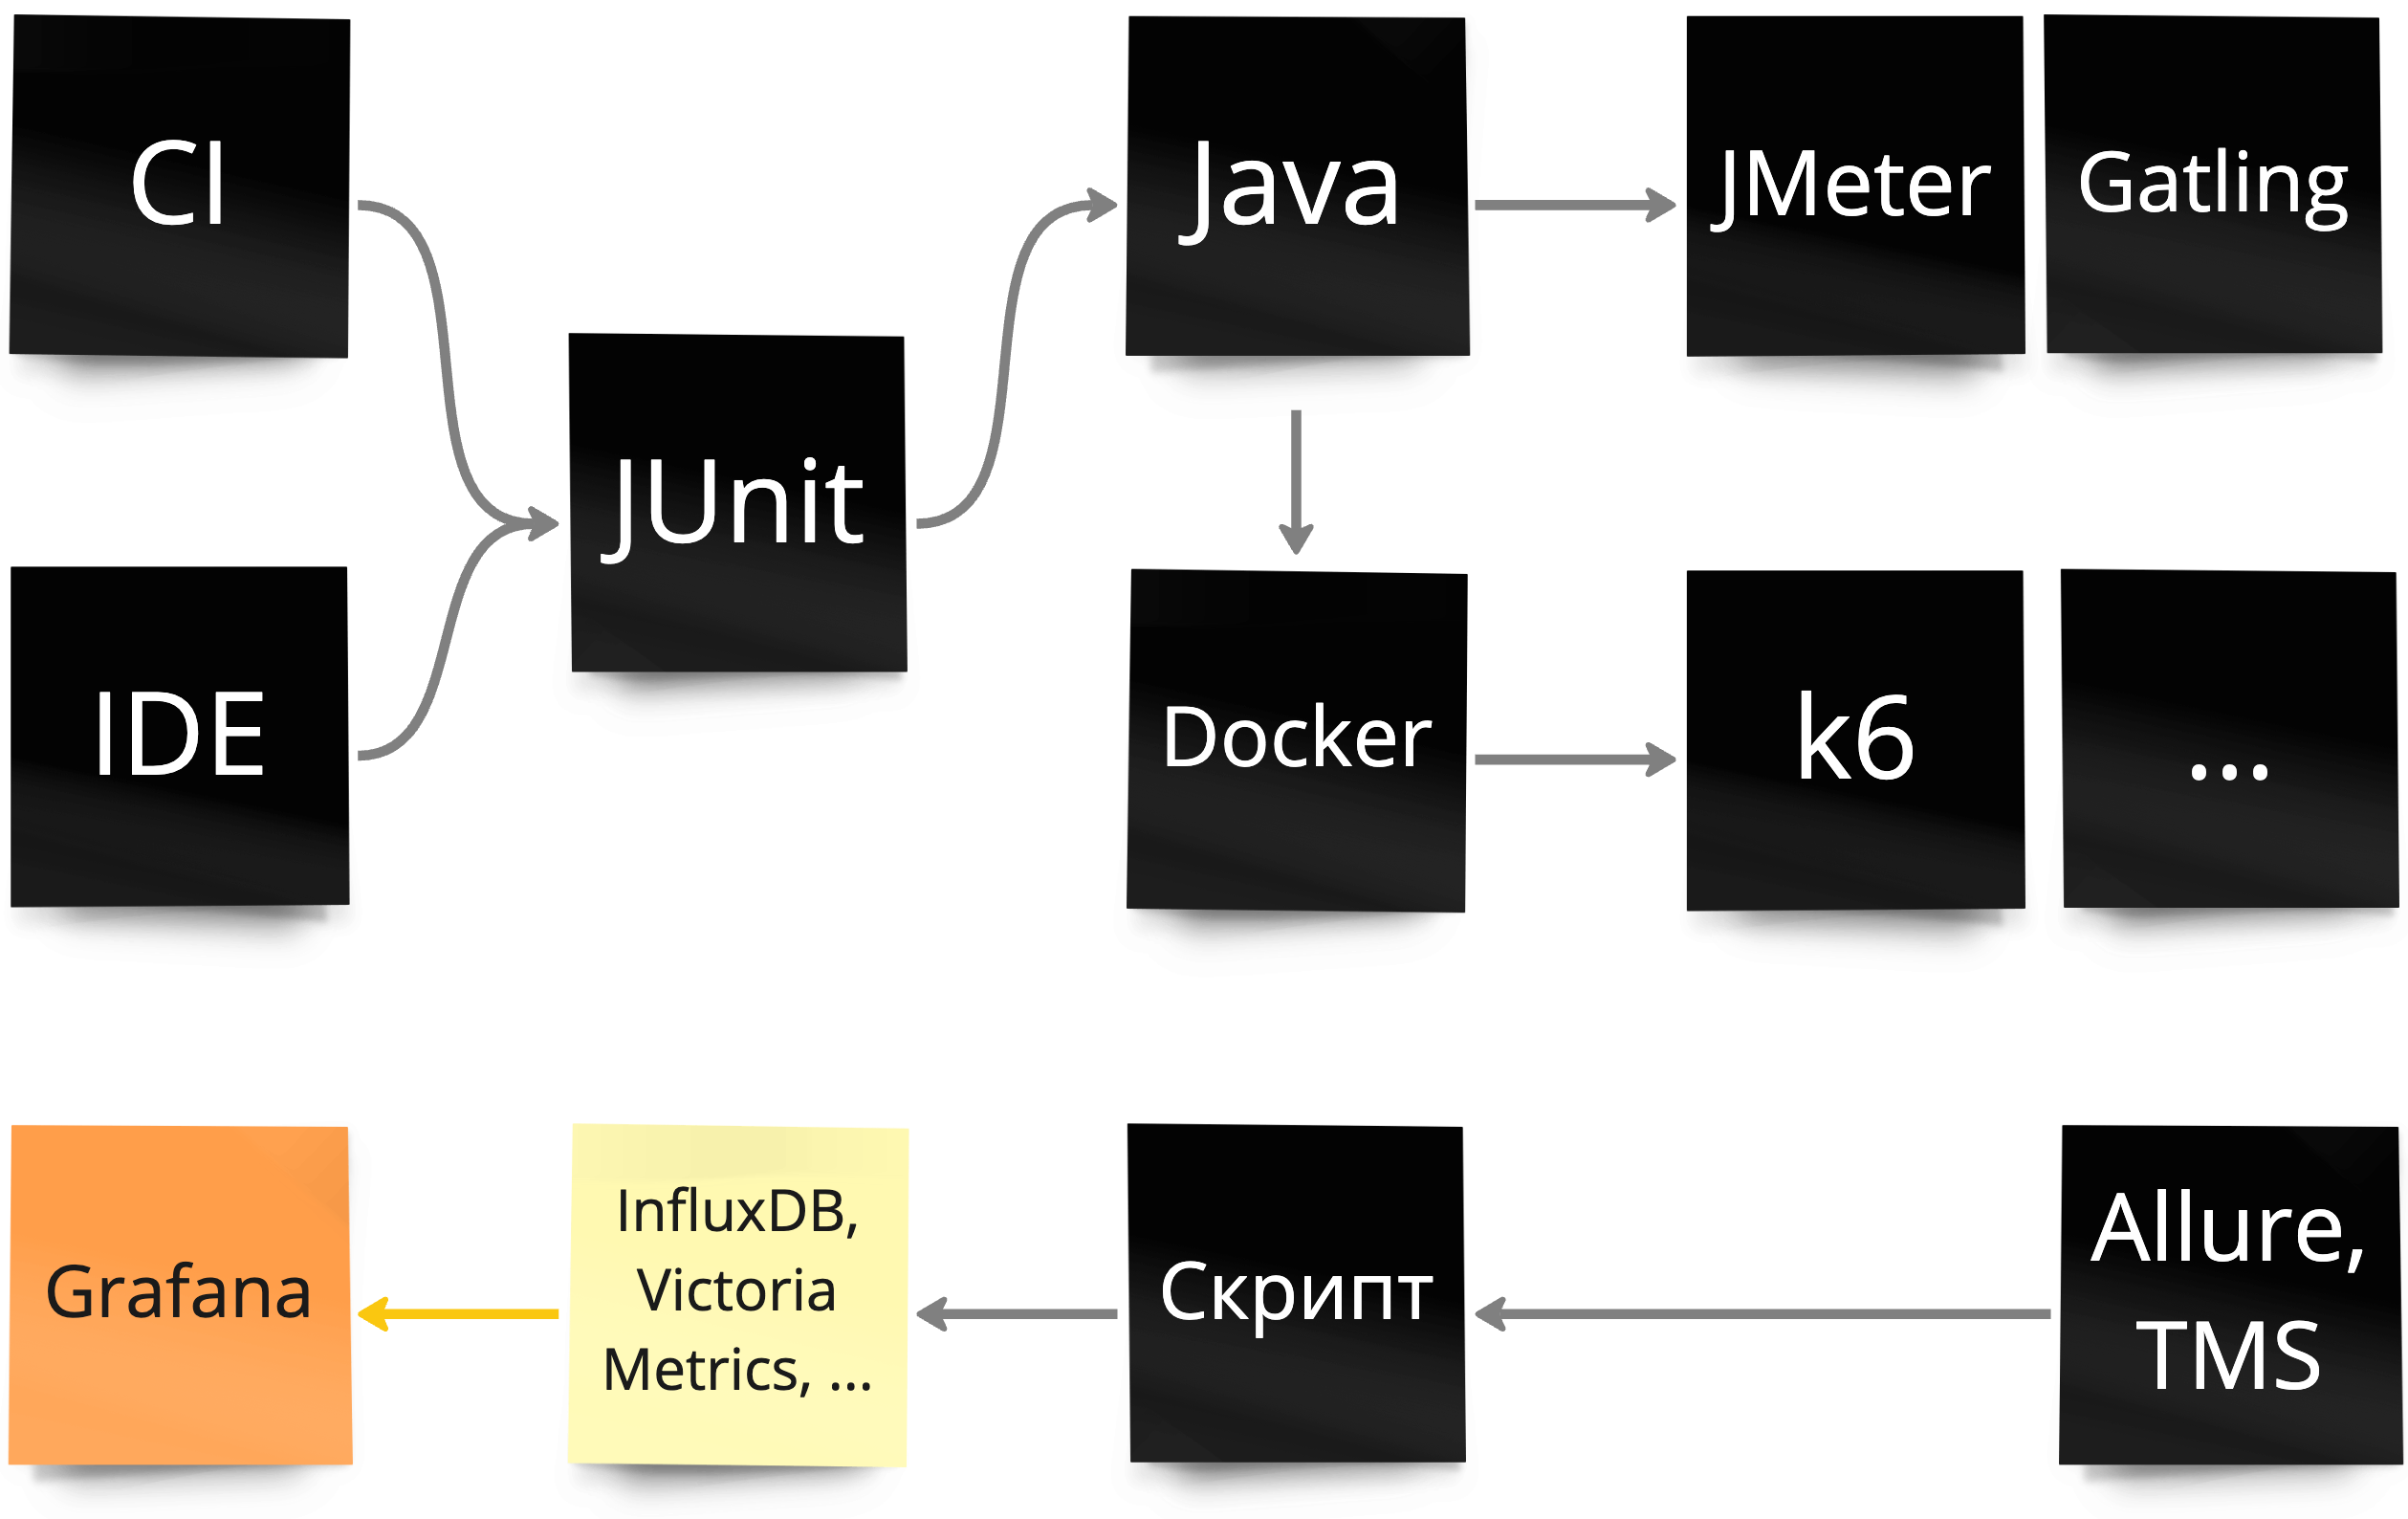 CI
Java
JMeter
Gatling
JUnit
IDE
Docker
k6
...
Grafana
InfluxDB,
Victoria
Metrics, ...
Скрипт
Allure,
TMS